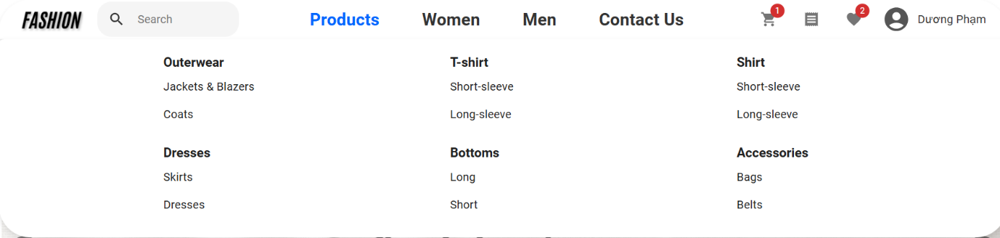 FASHION Search Products Women Men Contact Us 1 2 Dương Phạm
Outerwear T-shirt Shirt
Jackets & Blazers Short-sleeve Short-sleeve
Coats Long-sleeve Long-sleeve
Dresses Bottoms Accessories
Skirts Long Bags
Dresses Short Belts